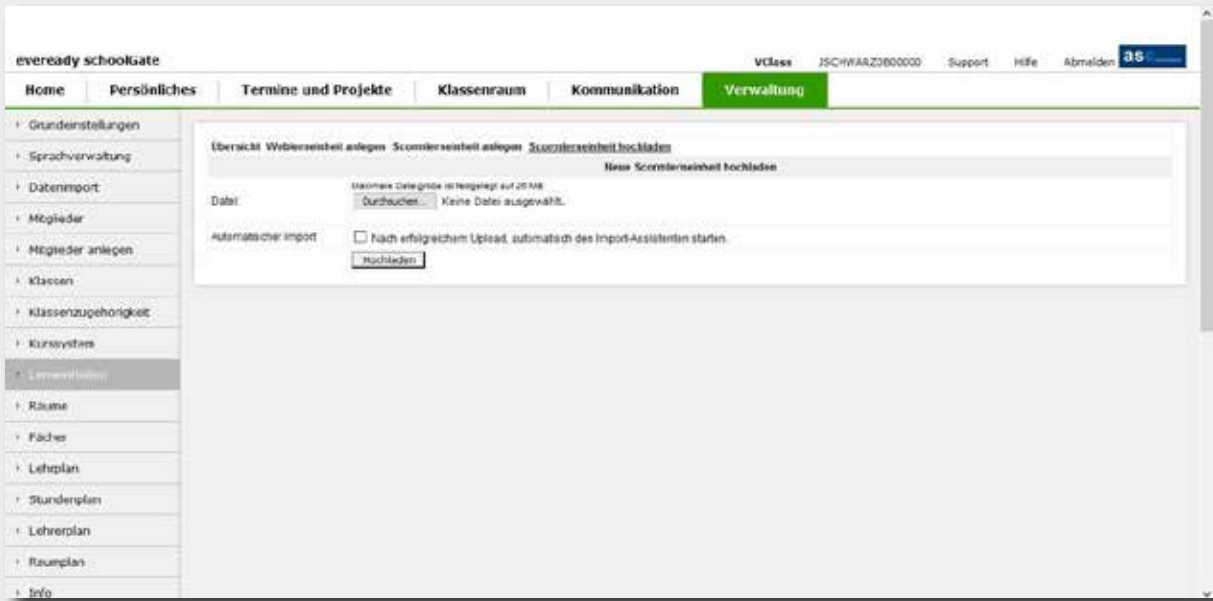 eveready schoolGate
VClass JSCHWARZ0800000 Support Hilfe Abmelden as
Home Persönliches Termine und Projekte Klassenraum Kommunikation Verwaltung
Grundeinstellungen
Sprachverwaltung
Datenimport
Mitglieder
Mitglieder anlegen
Klassen
Klassenzugehörigkeit
Kurssystem
Lerneinheiten
Räume
Fächer
Lehrplan
Stundenplan
Lehrerplan
Raumplan
Info
Übersicht Weblerneinheit anlegen Scormlerneinheit anlegen Scormlerneinheit hochladen
Neue Scormlerneinheit hochladen
Maximale Dateigröße ist festgelegt auf 20 MB
Datei: Durchsuchen... Keine Datei ausgewählt.
Automatischer Import Nach erfolgreichem Upload, automatisch des Import-Assistenten starten.
Hochladen